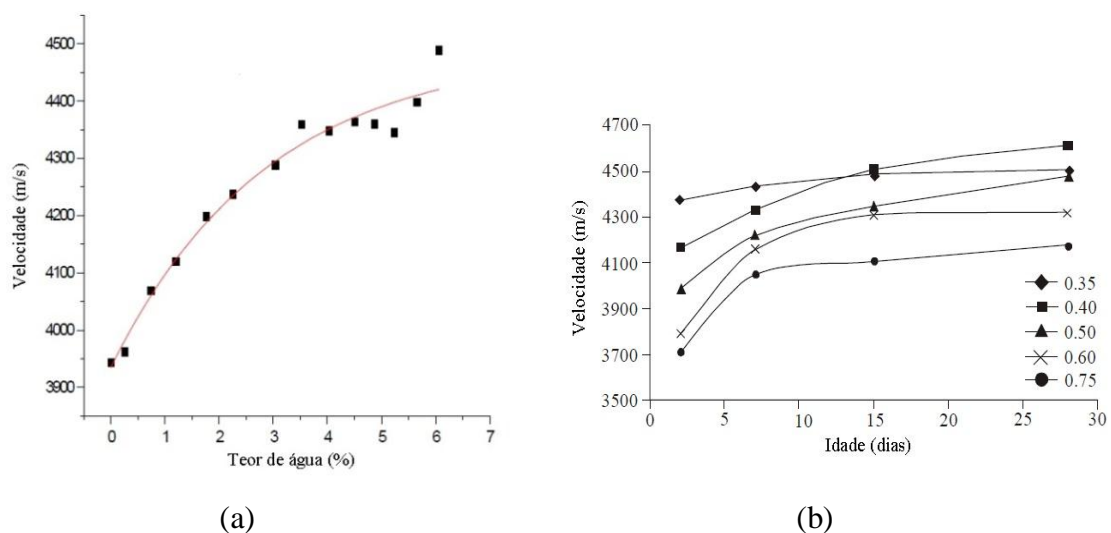 4500
4400
4300
4200
4100
4000
3900
Velocidade (m/s)
0 1 2 3 4 5 6 7
Teor de água (%)
(a)
4700
4500
4300
4100
3900
3700
3500
Velocidade (m/s)
0 5 10 15 20 25 30
Idade (dias)
0.35
0.40
0.50
0.60
0.75
(b)